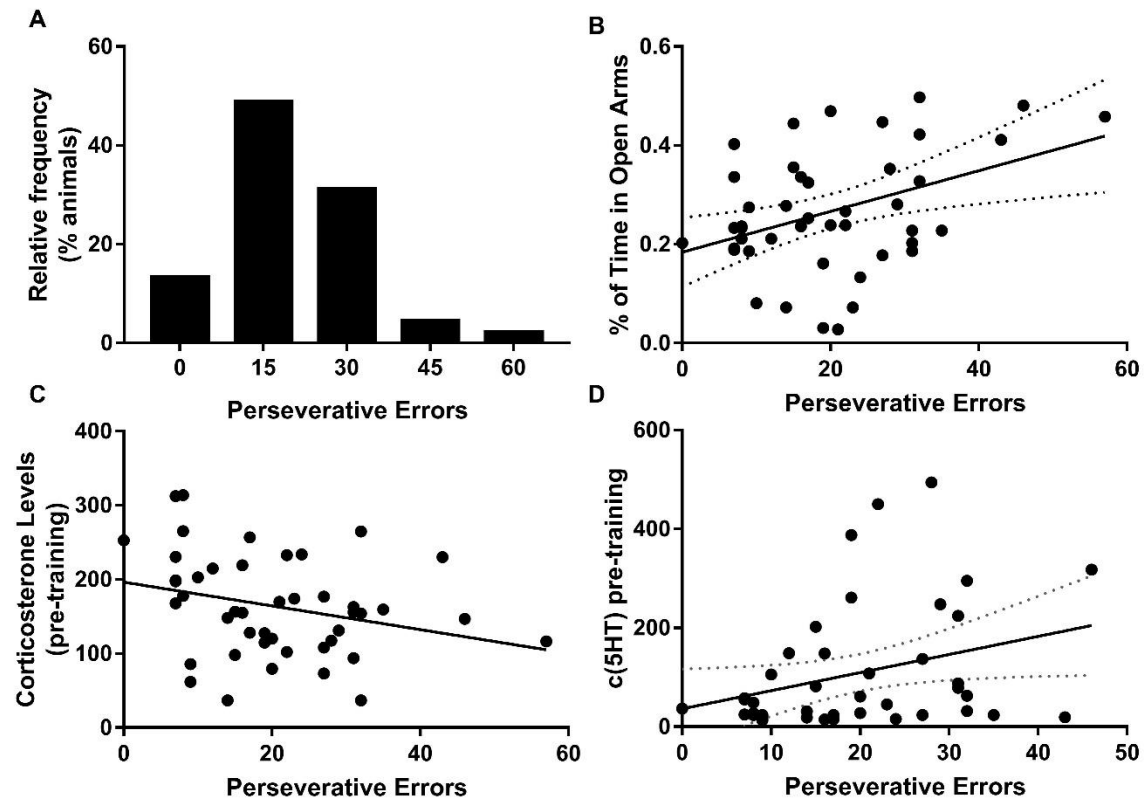 A
Relative frequency
(% animals)
60
40
20
0
0 15 30 45 60
Perseverative Errors
B
% of Time in Open Arms
0.6
0.4
0.2
0.0
0 20 40 60
Perseverative Errors
C
Corticosterone Levels
(pre-training)
400
300
200
100
0
0 20 40 60
Perseverative Errors
D
c(5HT) pre-training
600
400
200
0
0 10 20 30 40 50
Perseverative Errors